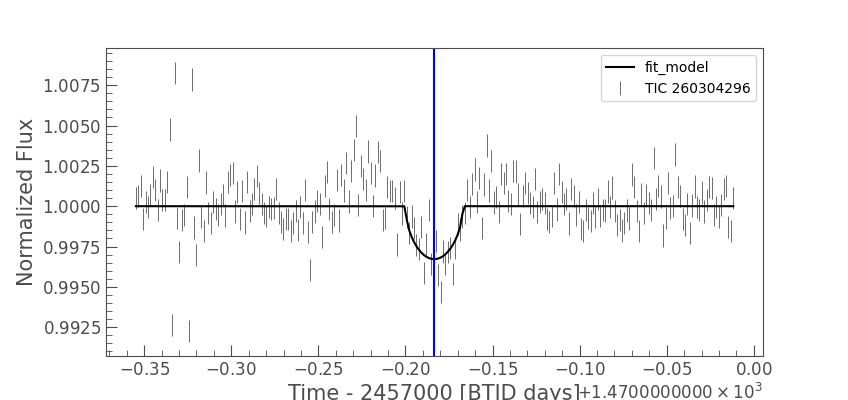 fit_model
TIC 260304296
Normalized Flux
1.0075
1.0050
1.0025
1.0000
0.9975
0.9950
0.9925
−0.35 −0.30 −0.25 −0.20 −0.15 −0.10 −0.05 0.00
Time - 2457000 [BTJD days]
+1.4700000000 × 10³